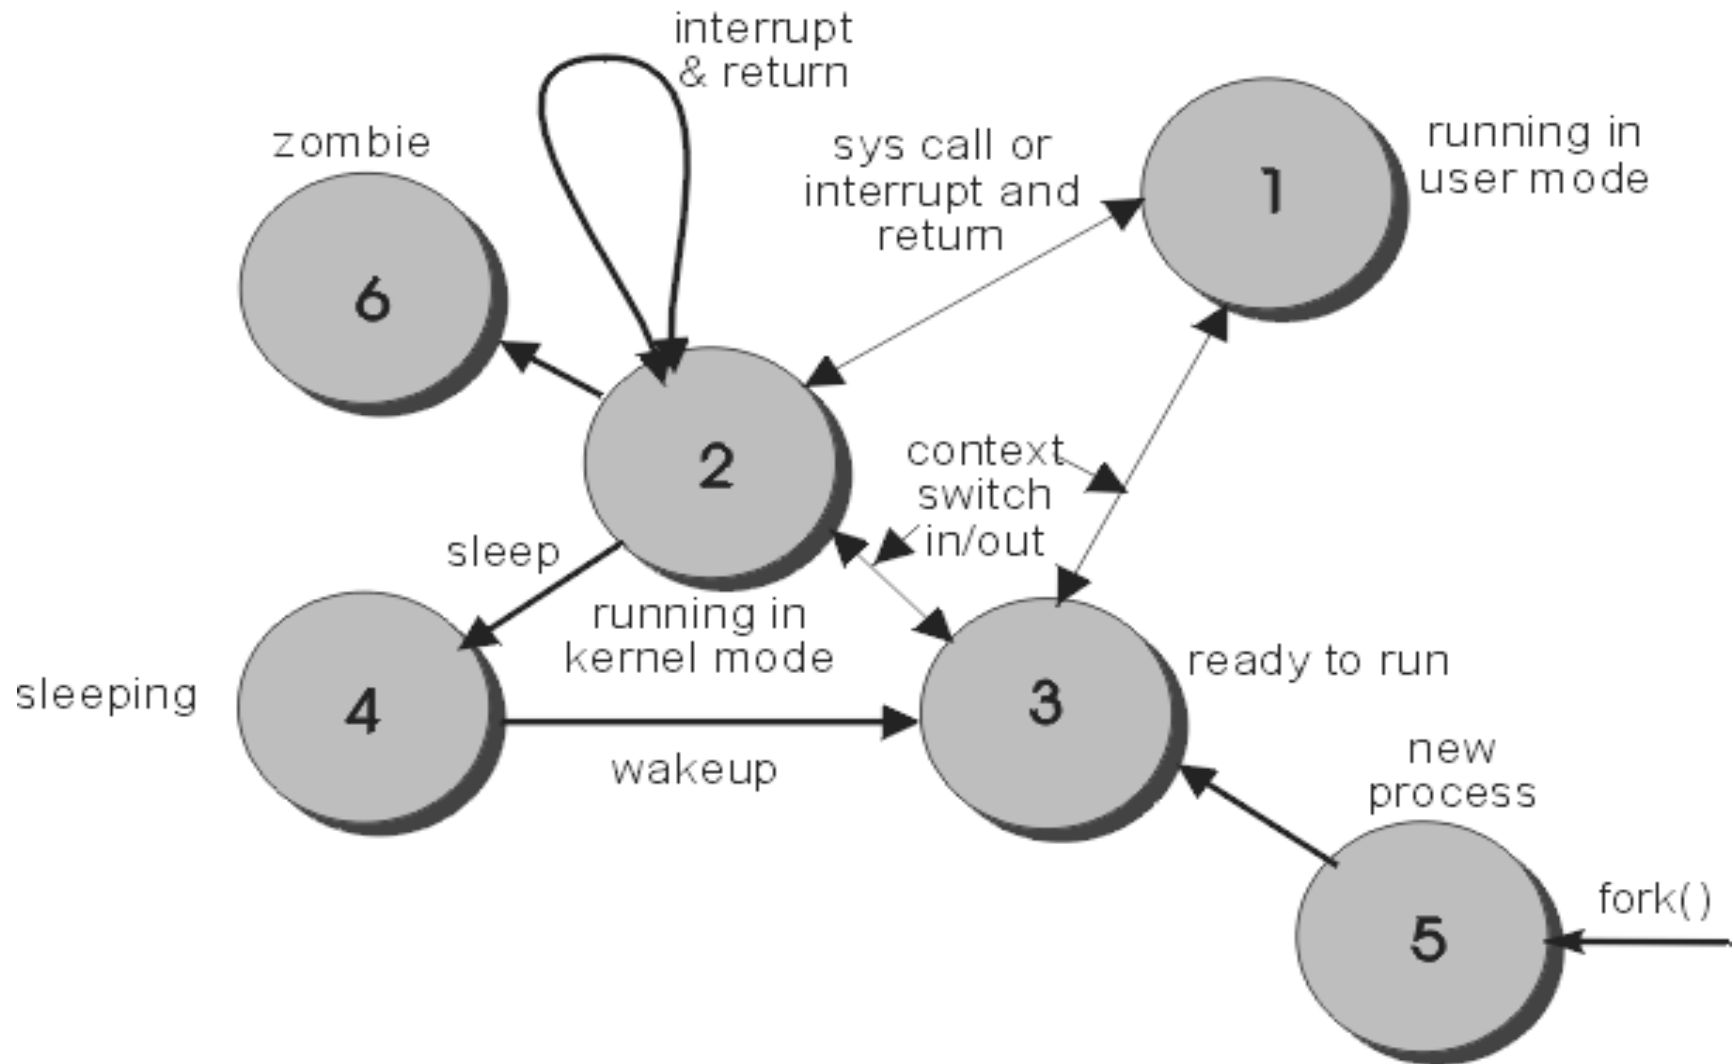 interrupt
& return
zombie
sys call or
interrupt and
return
running in
user mode
1
6
2
context
switch
in/out
sleep
running in
kernel mode
ready to run
sleeping
4
3
wakeup
new
process
fork()
5